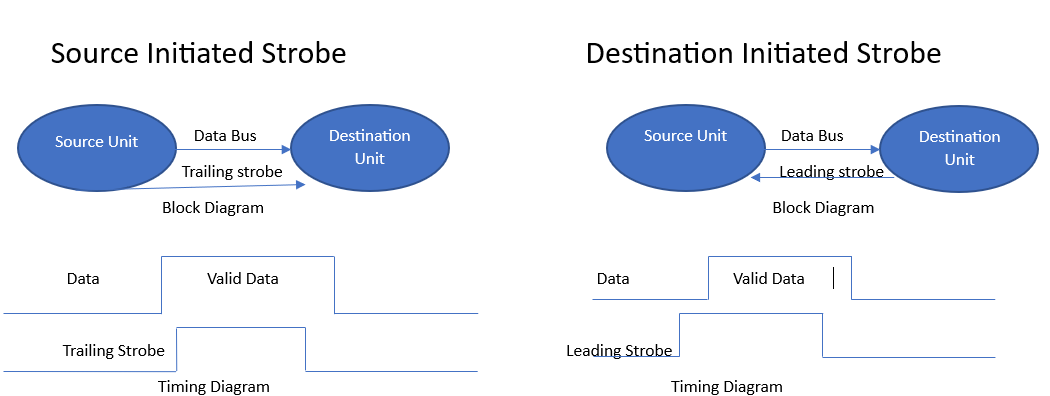 Source Initiated Strobe
Source Unit
Data Bus
Destination
Unit
Trailing strobe
Block Diagram
Data
Valid Data
Trailing Strobe
Timing Diagram
Destination Initiated Strobe
Source Unit
Data Bus
Destination
Unit
Leading strobe
Block Diagram
Data
Valid Data
Leading Strobe
Timing Diagram